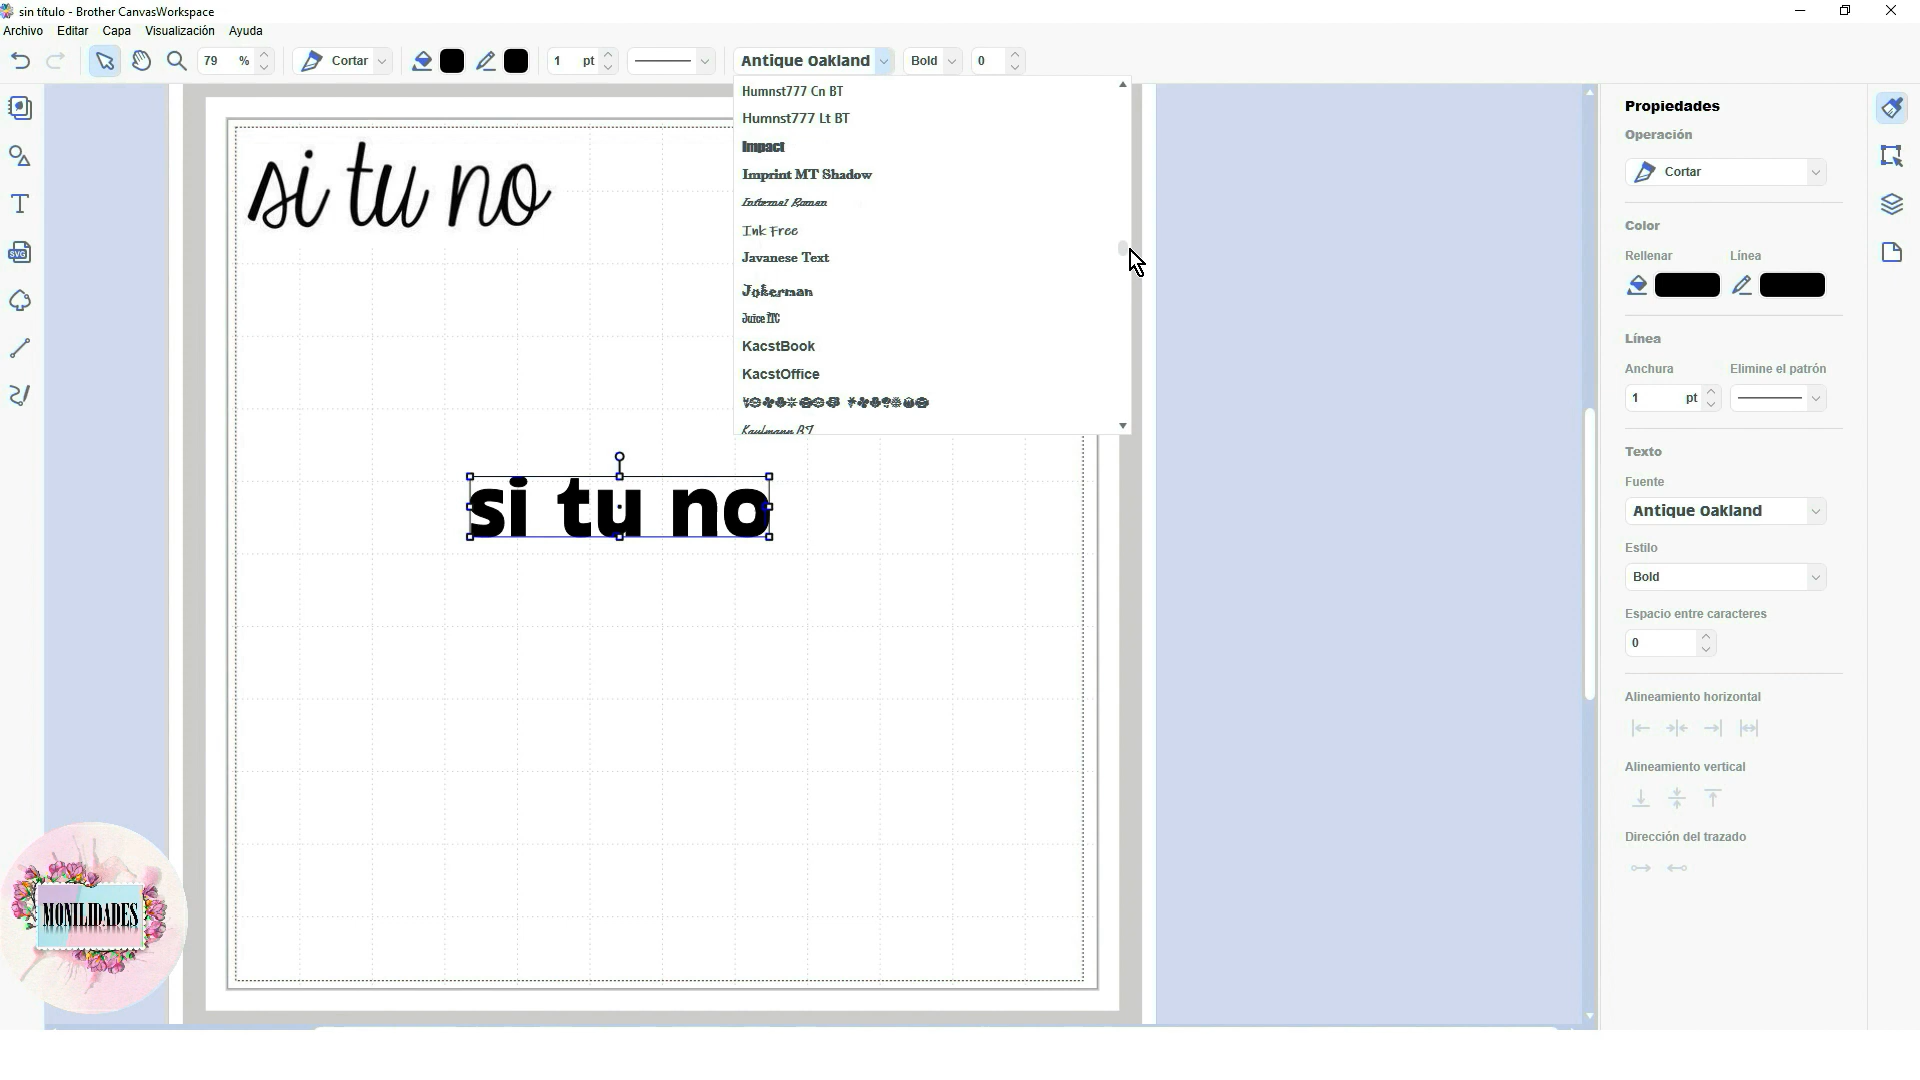 sin título - Brother CanvasWorkspace
Archivo Editar Capa Visualización Ayuda
79 % Cortar 1 pt Antique Oakland Bold 0
Humnst777 Cn BT
Humnst777 Lt BT
Impact
Imprint MT Shadow
Informal Roman
Ink Free
Javanese Text
Jokerman
Juice ITC
KacstBook
KacstOffice
Kaufmann BT
si tu no
si tu no
SVG
Propiedades
Operación
Cortar
Color
Rellenar Línea
Línea
Anchura Elimine el patrón
1 pt
Texto
Fuente
Antique Oakland
Estilo
Bold
Espacio entre caracteres
0
Alineamiento horizontal
Alineamiento vertical
Dirección del trazado
MONILIDADES